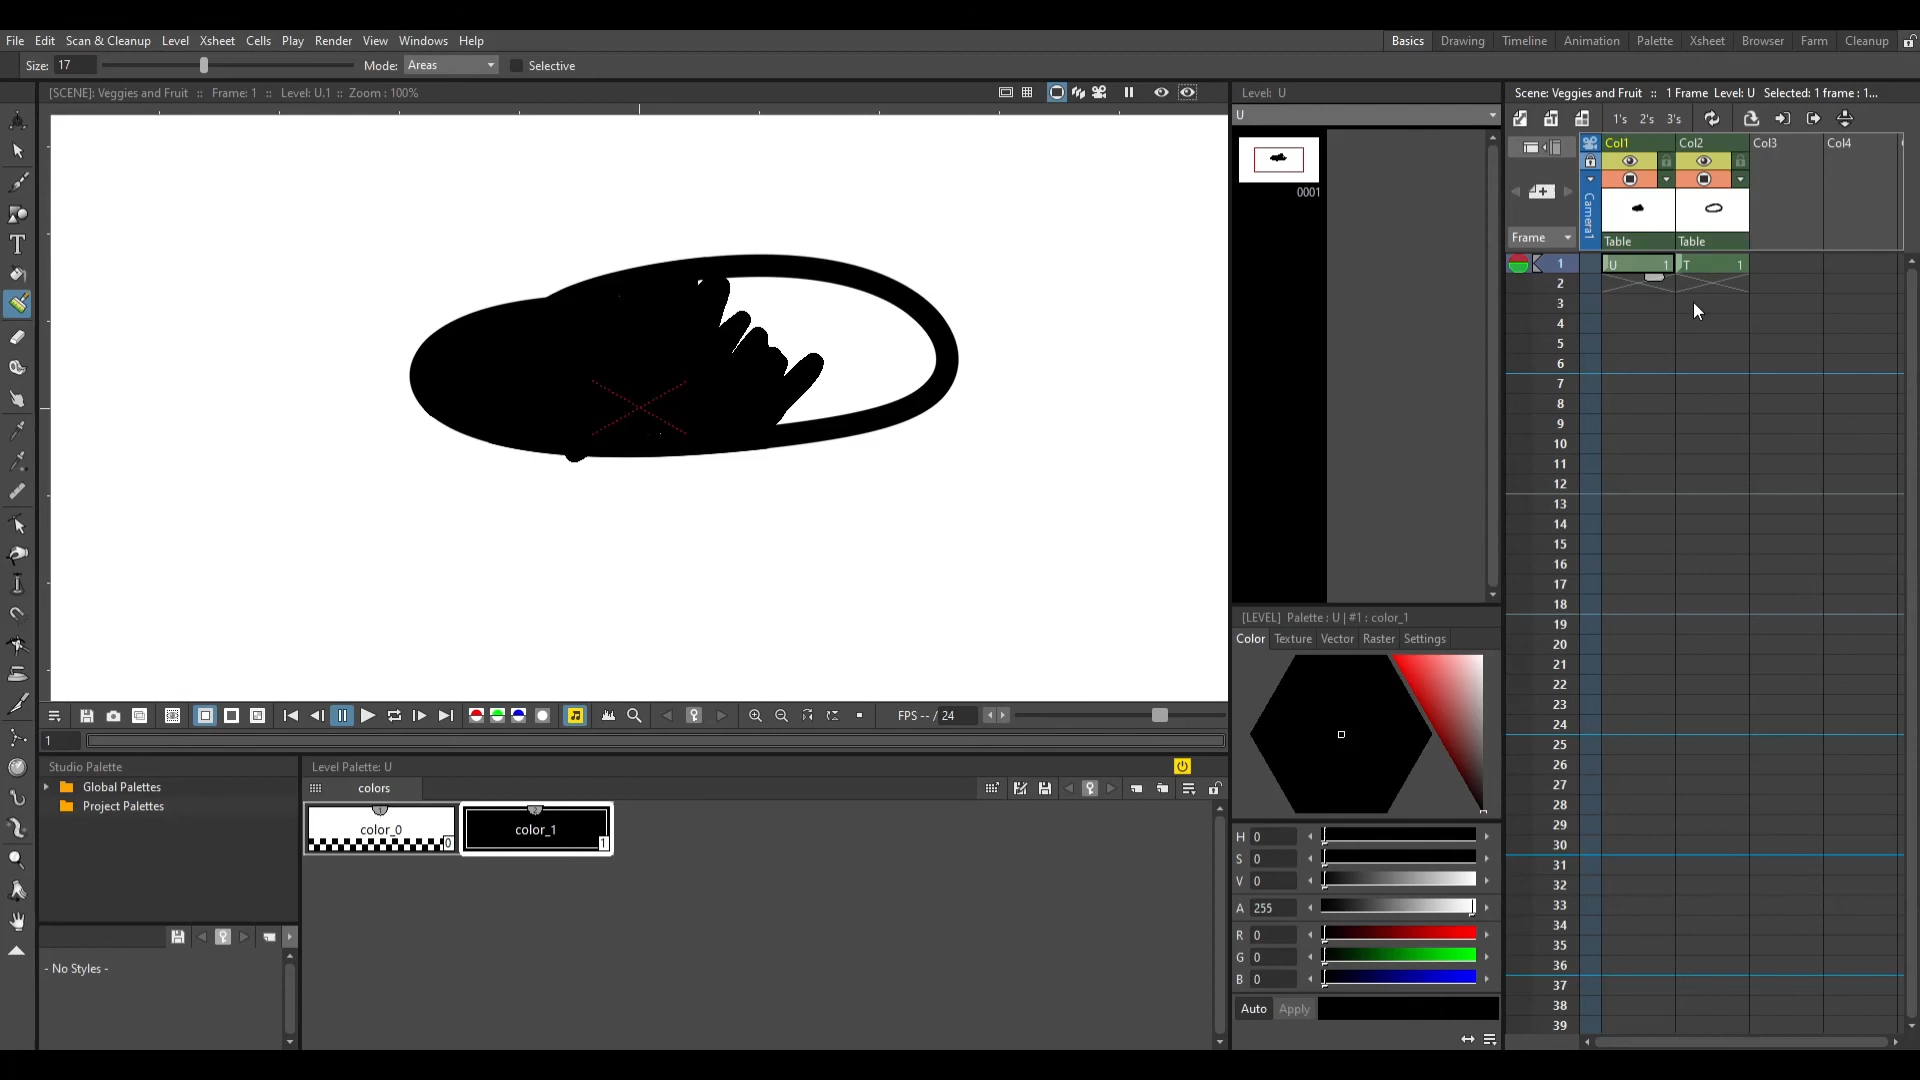 File Edit Scan & Cleanup Level Xsheet Cells Play Render View Windows Help Basics Drawing Timeline Animation Palette Xsheet Browser Farm Cleanup
Size: 17 Mode: Areas Selective
[SCENE]: Veggies and Fruit :: Frame: 1 :: Level: U.1 :: Zoom : 100%
Level: U
U
0001
Scene: Veggies and Fruit :: 1 Frame Level: U Selected: 1 frame : 1...
1's 2's 3's
Col1 Col2 Col3 Col4
Camera1
Frame Table Table
1 U 1 T 1
2
3
4
5
6
7
8
9
10
11
12
13
14
15
16
17
18
19
20
21
22
23
24
25
26
27
28
29
30
31
32
33
34
35
36
37
38
39
[LEVEL] Palette : U | #1 : color_1
Color Texture Vector Raster Settings
H 0
S 0
V 0
A 255
R 0
G 0
B 0
Auto Apply
FPS -- / 24
1
Studio Palette
Global Palettes
Project Palettes
- No Styles -
Level Palette: U
colors
color_0 0
color_1 1